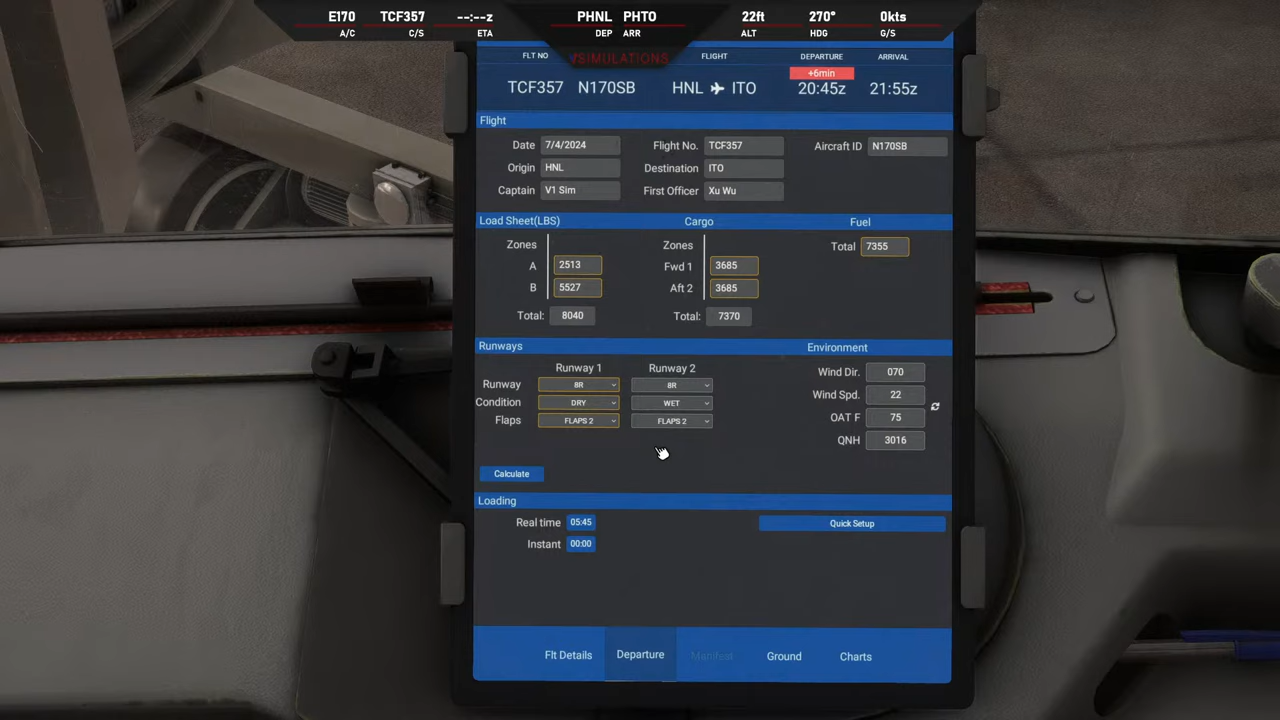 E170 TCF357 --:--z PHNL PHTO 22ft 270° 0kts
A/C C/S ETA DEP ARR ALT HDG G/S
FLT NO VSIMULATIONS FLIGHT DEPARTURE ARRIVAL
+6min
TCF357 N170SB HNL ITO 20:45z 21:55z
Flight
Date 7/4/2024 Flight No. TCF357 Aircraft ID N170SB
Origin HNL Destination ITO
Captain V1 Sim First Officer Xu Wu
Load Sheet(LBS) Cargo Fuel
Zones Zones Total 7355
A 2513 Fwd 1 3685
B 5527 Aft 2 3685
Total: 8040 Total: 7370
Runways Environment
Runway 1 Runway 2 Wind Dir. 070
Runway 8R 8R Wind Spd. 22
Condition DRY WET OAT F 75
Flaps FLAPS 2 FLAPS 2 QNH 3016
Calculate
Loading
Real time 05:45 Quick Setup
Instant 00:00
Flt Details Departure Manifest Ground Charts